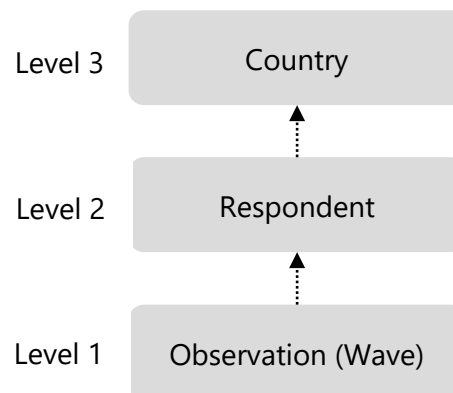 Level 3 Country
Level 2 Respondent
Level 1 Observation (Wave)